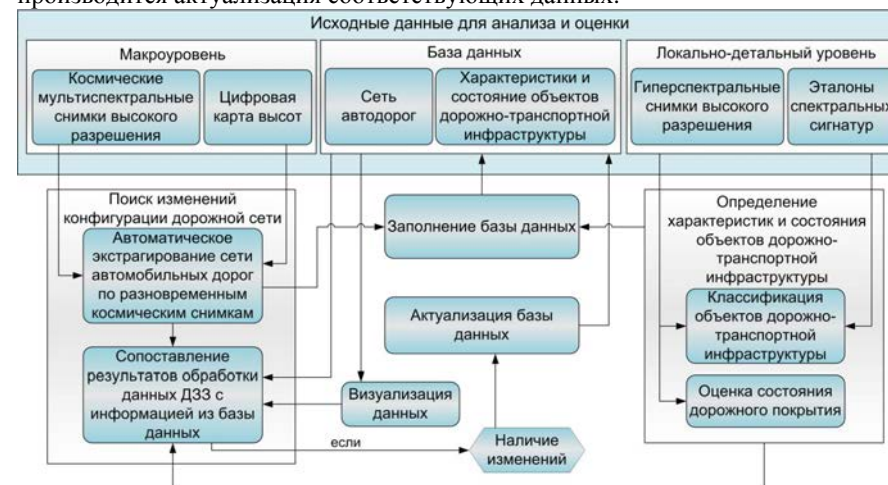 производится актуализация соответствующих данных.
Исходные данные для анализа и оценки
Макроуровень
Космические
мультиспектральные
снимки высокого
разрешения
Цифровая
карта высот
База данных
Сеть
автодорог
Характеристики и
состояние объектов
дорожно-транспортной
инфраструктуры
Локально-детальный уровень
Гиперспектральные
снимки высокого
разрешения
Эталоны
спектральных
сигнатур
Поиск изменений
конфигурации дорожной сети
Автоматическое
экстрагирование сети
автомобильных дорог
по разновременным
космическим снимкам
Сопоставление
результатов обработки
данных ДЗЗ с
информацией из базы
данных
Заполнение базы данных
Актуализация базы
данных
Визуализация
данных
если
Наличие
изменений
Определение
характеристик и состояния
объектов дорожно-
транспортной
инфраструктуры
Классификация
объектов дорожно-
транспортной
инфраструктуры
Оценка состояния
дорожного покрытия